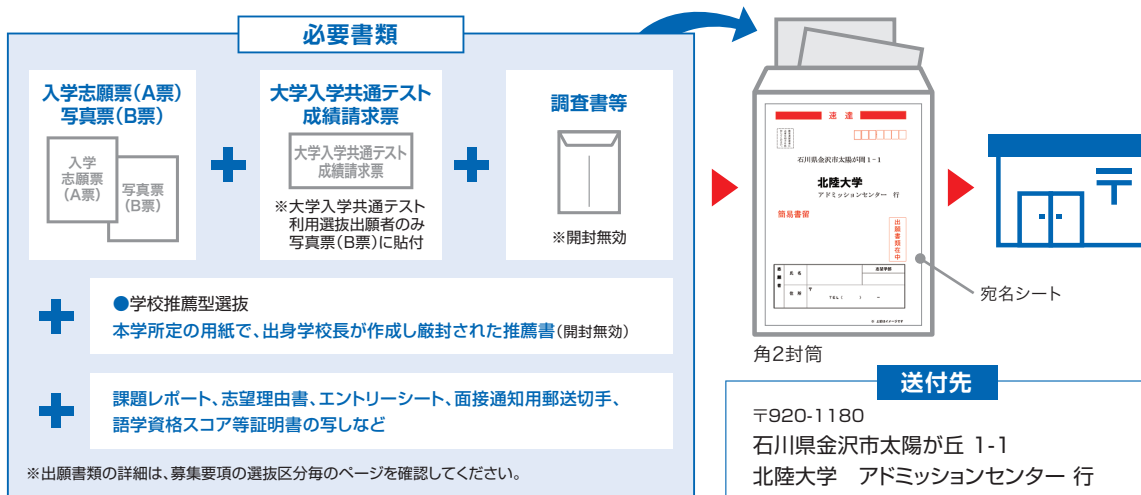 必要書類
入学志願票(A票)
写真票(B票)
入学
志願票
(A票)
写真票
(B票)
大学入学共通テスト
成績請求票
大学入学共通テスト
成績請求票
※大学入学共通テスト
利用選抜出願者のみ
写真票(B票)に貼付
調査書等
※開封無効
●学校推薦型選抜
本学所定の用紙で、出身学校長が作成し厳封された推薦書(開封無効)
課題レポート、志望理由書、エントリーシート、面接通知用郵送切手、
語学資格スコア等証明書の写しなど
※出願書類の詳細は、募集要項の選抜区分毎のページを確認してください。
速 達
石川県金沢市太陽が岡1-1
北陸大学
アドミッションセンター 行
簡易書留
出願書類在中
志望学部
氏 名
住 所
〒
TEL( ) -
宛名シート
角2封筒
送付先
〒920-1180
石川県金沢市太陽が丘 1-1
北陸大学 アドミッションセンター 行